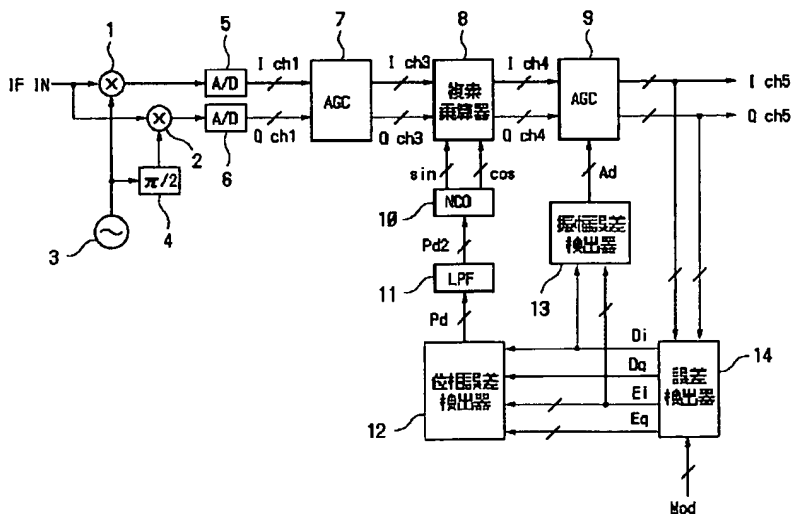 1
5
7
8
9
IF IN
A/D
I ch1
AGC
I ch3
複素
乗算器
I ch4
AGC
I ch5
A/D
Q ch1
Q ch3
Q ch4
Q ch5
2
6
π/2
4
3
sin
cos
Ad
10
NCO
振幅誤差
検出器
13
Pd2
11
LPF
Pd
Di
Dq
Ei
Eq
位相誤差
検出器
12
誤差
検出器
14
Mod